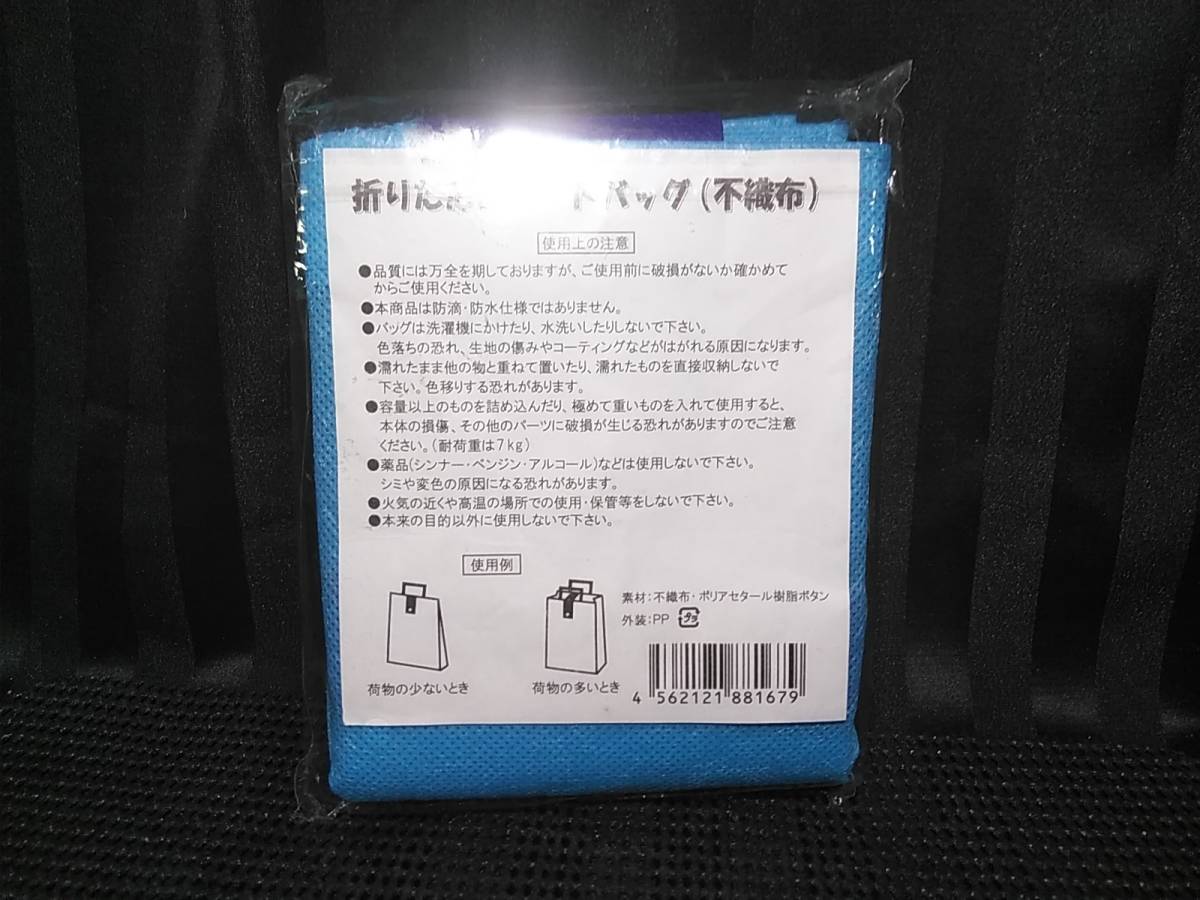 折りた トバッグ(不織布)
使用上の注意
●品質には万全を期しておりますが、ご使用前に破損がないか確かめて
からご使用ください。
●本商品は防滴・防水仕様ではありません。
●バッグは洗濯機にかけたり、水洗いしたりしないで下さい。
色落ちの恐れ、生地の傷みやコーティングなどがはがれる原因になります。
●濡れたまま他の物と重ねて置いたり、濡れたものを直接収納しないで
下さい。色移りする恐れがあります。
●容量以上のものを詰め込んだり、極めて重いものを入れて使用すると、
本体の損傷、その他のパーツに破損が生じる恐れがありますのでご注意
ください。(耐荷重は7kg)
●薬品(シンナー・ベンジン・アルコール)などは使用しないで下さい。
シミや変色の原因になる恐れがあります。
●火気の近くや高温の場所での使用・保管等をしないで下さい。
●本来の目的以外に使用しないで下さい。
使用例
素材:不織布・ポリアセタール樹脂ボタン
外装:PP プラ
荷物の少ないとき
荷物の多いとき
4 562121 881679